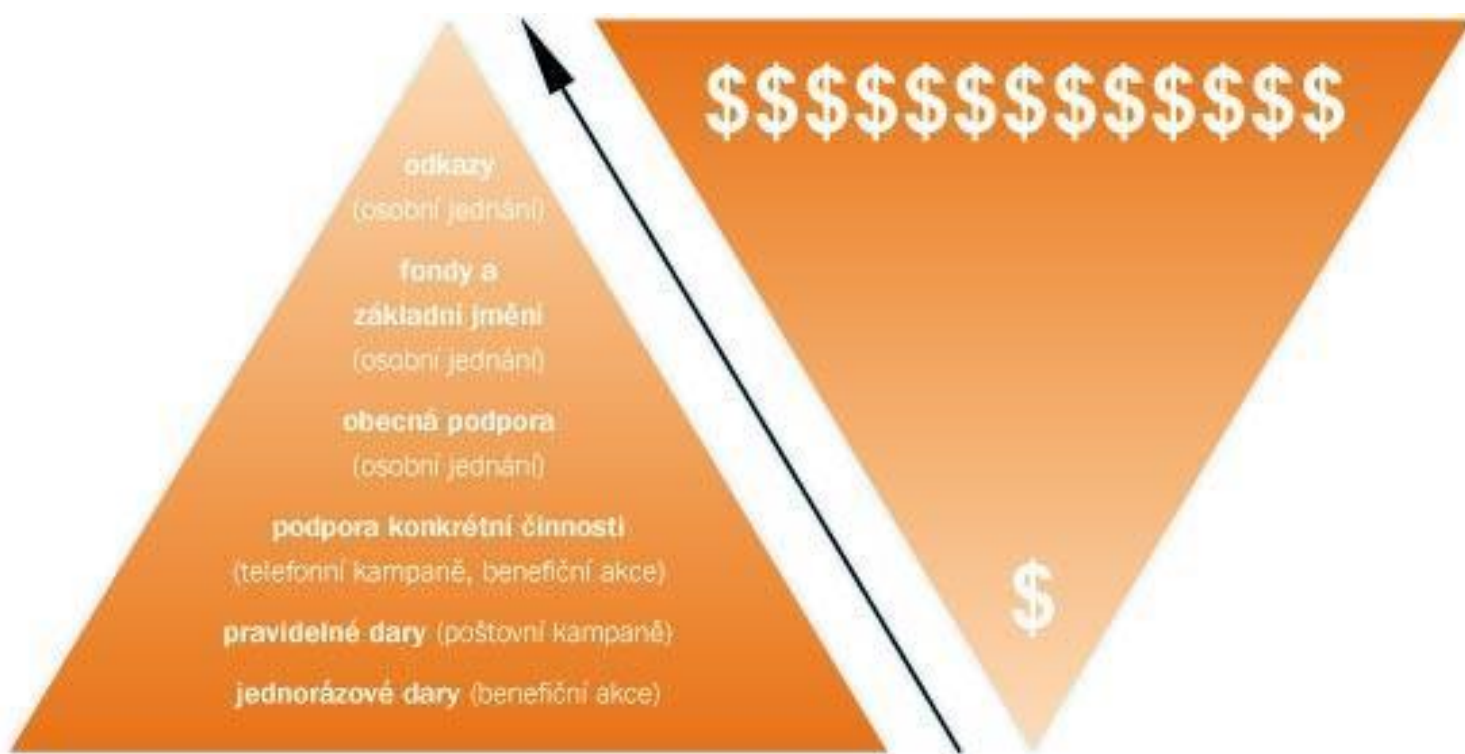 odkazy
(osobní jednání)
fondy a
základní jmění
(osobní jednání)
obecná podpora
(osobní jednání)
podpora konkrétní činnosti
(telefonní kampaně, benefiční akce)
pravidelné dary (poštovní kampaně)
jednorázové dary (benefiční akce)
$$$$$$$$$$$$$
$